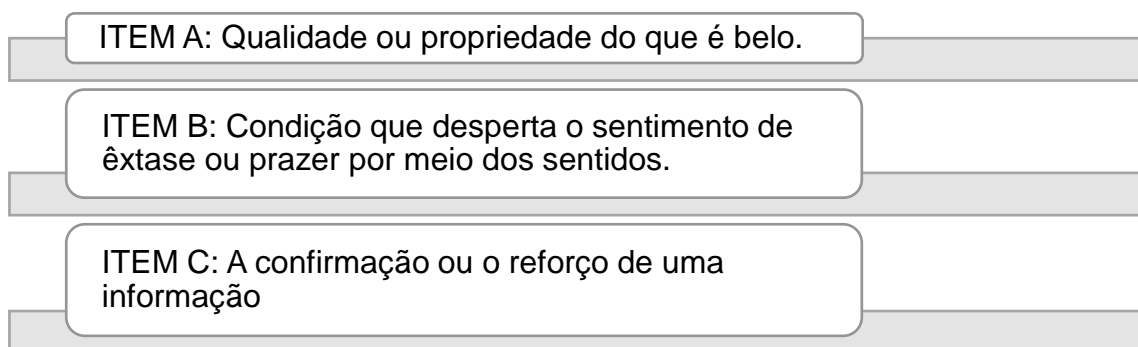 ITEM A: Qualidade ou propriedade do que é belo.
ITEM B: Condição que desperta o sentimento de
êxtase ou prazer por meio dos sentidos.
ITEM C: A confirmação ou o reforço de uma
informação